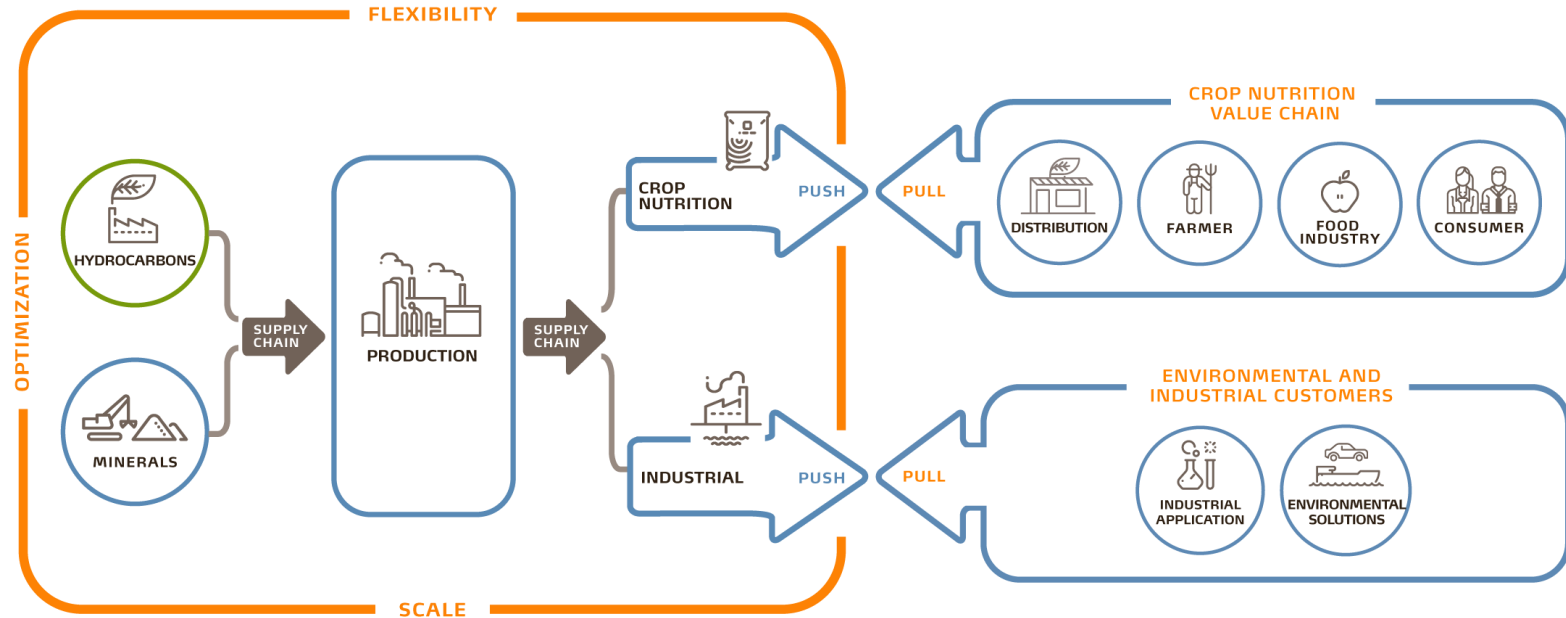 FLEXIBILITY
OPTIMIZATION
HYDROCARBONS
MINERALS
SUPPLY
CHAIN
PRODUCTION
SUPPLY
CHAIN
CROP
NUTRITION
PUSH
PULL
CROP NUTRITION
VALUE CHAIN
DISTRIBUTION
FARMER
FOOD
INDUSTRY
CONSUMER
INDUSTRIAL
PUSH
PULL
ENVIRONMENTAL AND
INDUSTRIAL CUSTOMERS
INDUSTRIAL
APPLICATION
ENVIRONMENTAL
SOLUTIONS
SCALE